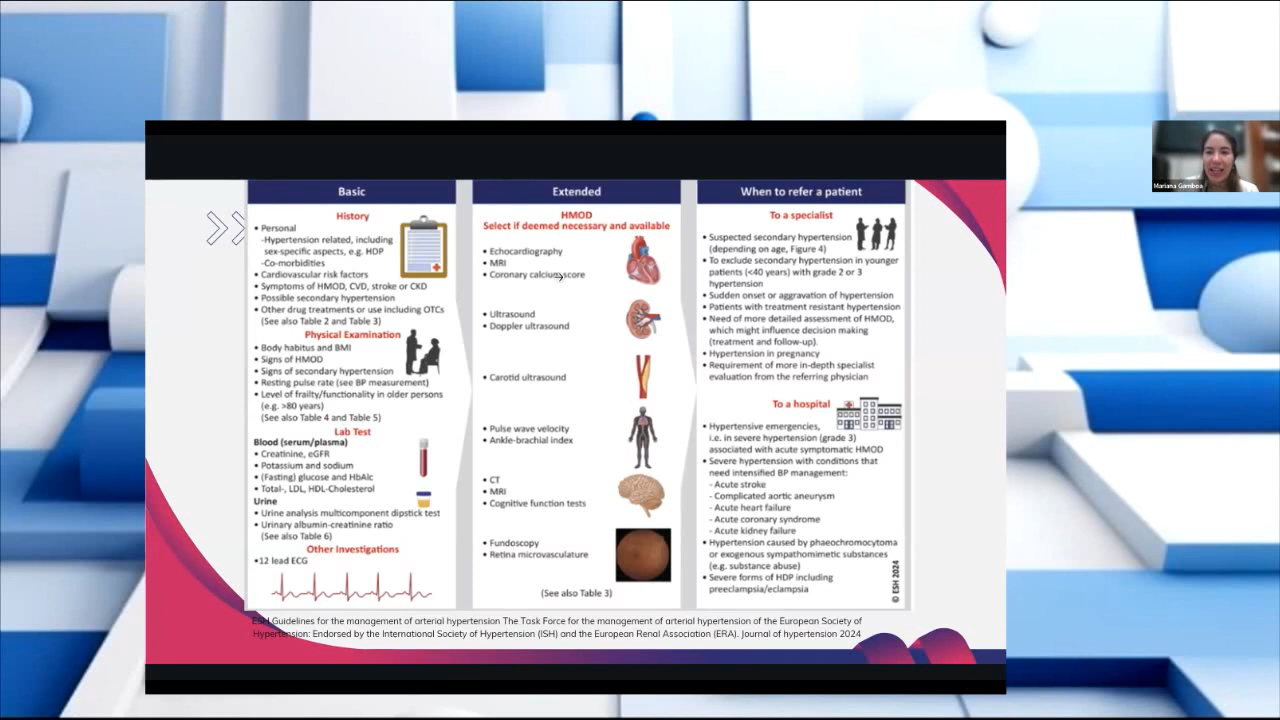 Basic
History
• Personal
-Hypertension related, including
sex-specific aspects, e.g. HDP
-Co-morbidities
• Cardiovascular risk factors
• Symptoms of HMOD, CVD, stroke or CKD
• Possible secondary hypertension
• Other drug treatments or use including OTCs
(See also Table 2 and Table 3)
Physical Examination
• Body habitus and BMI
• Signs of HMOD
• Signs of secondary hypertension
• Resting pulse rate (see BP measurement)
• Level of frailty/functionality in older persons
(e.g. >80 years)
(See also Table 4 and Table 5)
Lab Test
Blood (serum/plasma)
• Creatinine, eGFR
• Potassium and sodium
• (Fasting) glucose and HbAlc
• Total-, LDL, HDL-Cholesterol
Urine
• Urine analysis multicomponent dipstick test
• Urinary albumin-creatinine ratio
(See also Table 6)
Other Investigations
•12 lead ECG
Extended
HMOD
Select if deemed necessary and available
• Echocardiography
• MRI
• Coronary calcium score
• Ultrasound
• Doppler ultrasound
• Carotid ultrasound
• Pulse wave velocity
• Ankle-brachial index
• CT
• MRI
• Cognitive function tests
• Fundoscopy
• Retina microvasculature
(See also Table 3)
When to refer a patient
To a specialist
• Suspected secondary hypertension
(depending on age, Figure 4)
• To exclude secondary hypertension in younger
patients (<40 years) with grade 2 or 3
hypertension
• Sudden onset or aggravation of hypertension
• Patients with treatment resistant hypertension
• Need of more detailed assessment of HMOD,
which might influence decision making
(treatment and follow-up).
• Hypertension in pregnancy
• Requirement of more in-depth specialist
evaluation from the referring physician
To a hospital
• Hypertensive emergencies,
i.e. in severe hypertension (grade 3)
associated with acute symptomatic HMOD
• Severe hypertension with conditions that
need intensified BP management:
- Acute stroke
- Complicated aortic aneurysm
- Acute heart failure
- Acute coronary syndrome
- Acute kidney failure
• Hypertension caused by phaeochromocytoma
or exogenous sympathomimetic substances
(e.g. substance abuse)
• Severe forms of HDP including
preeclampsia/eclampsia
© ESH 2024
ESH Guidelines for the management of arterial hypertension The Task Force for the management of arterial hypertension of the European Society of
Hypertension: Endorsed by the International Society of Hypertension (ISH) and the European Renal Association (ERA). Journal of hypertension 2024
Mariana Gamboa